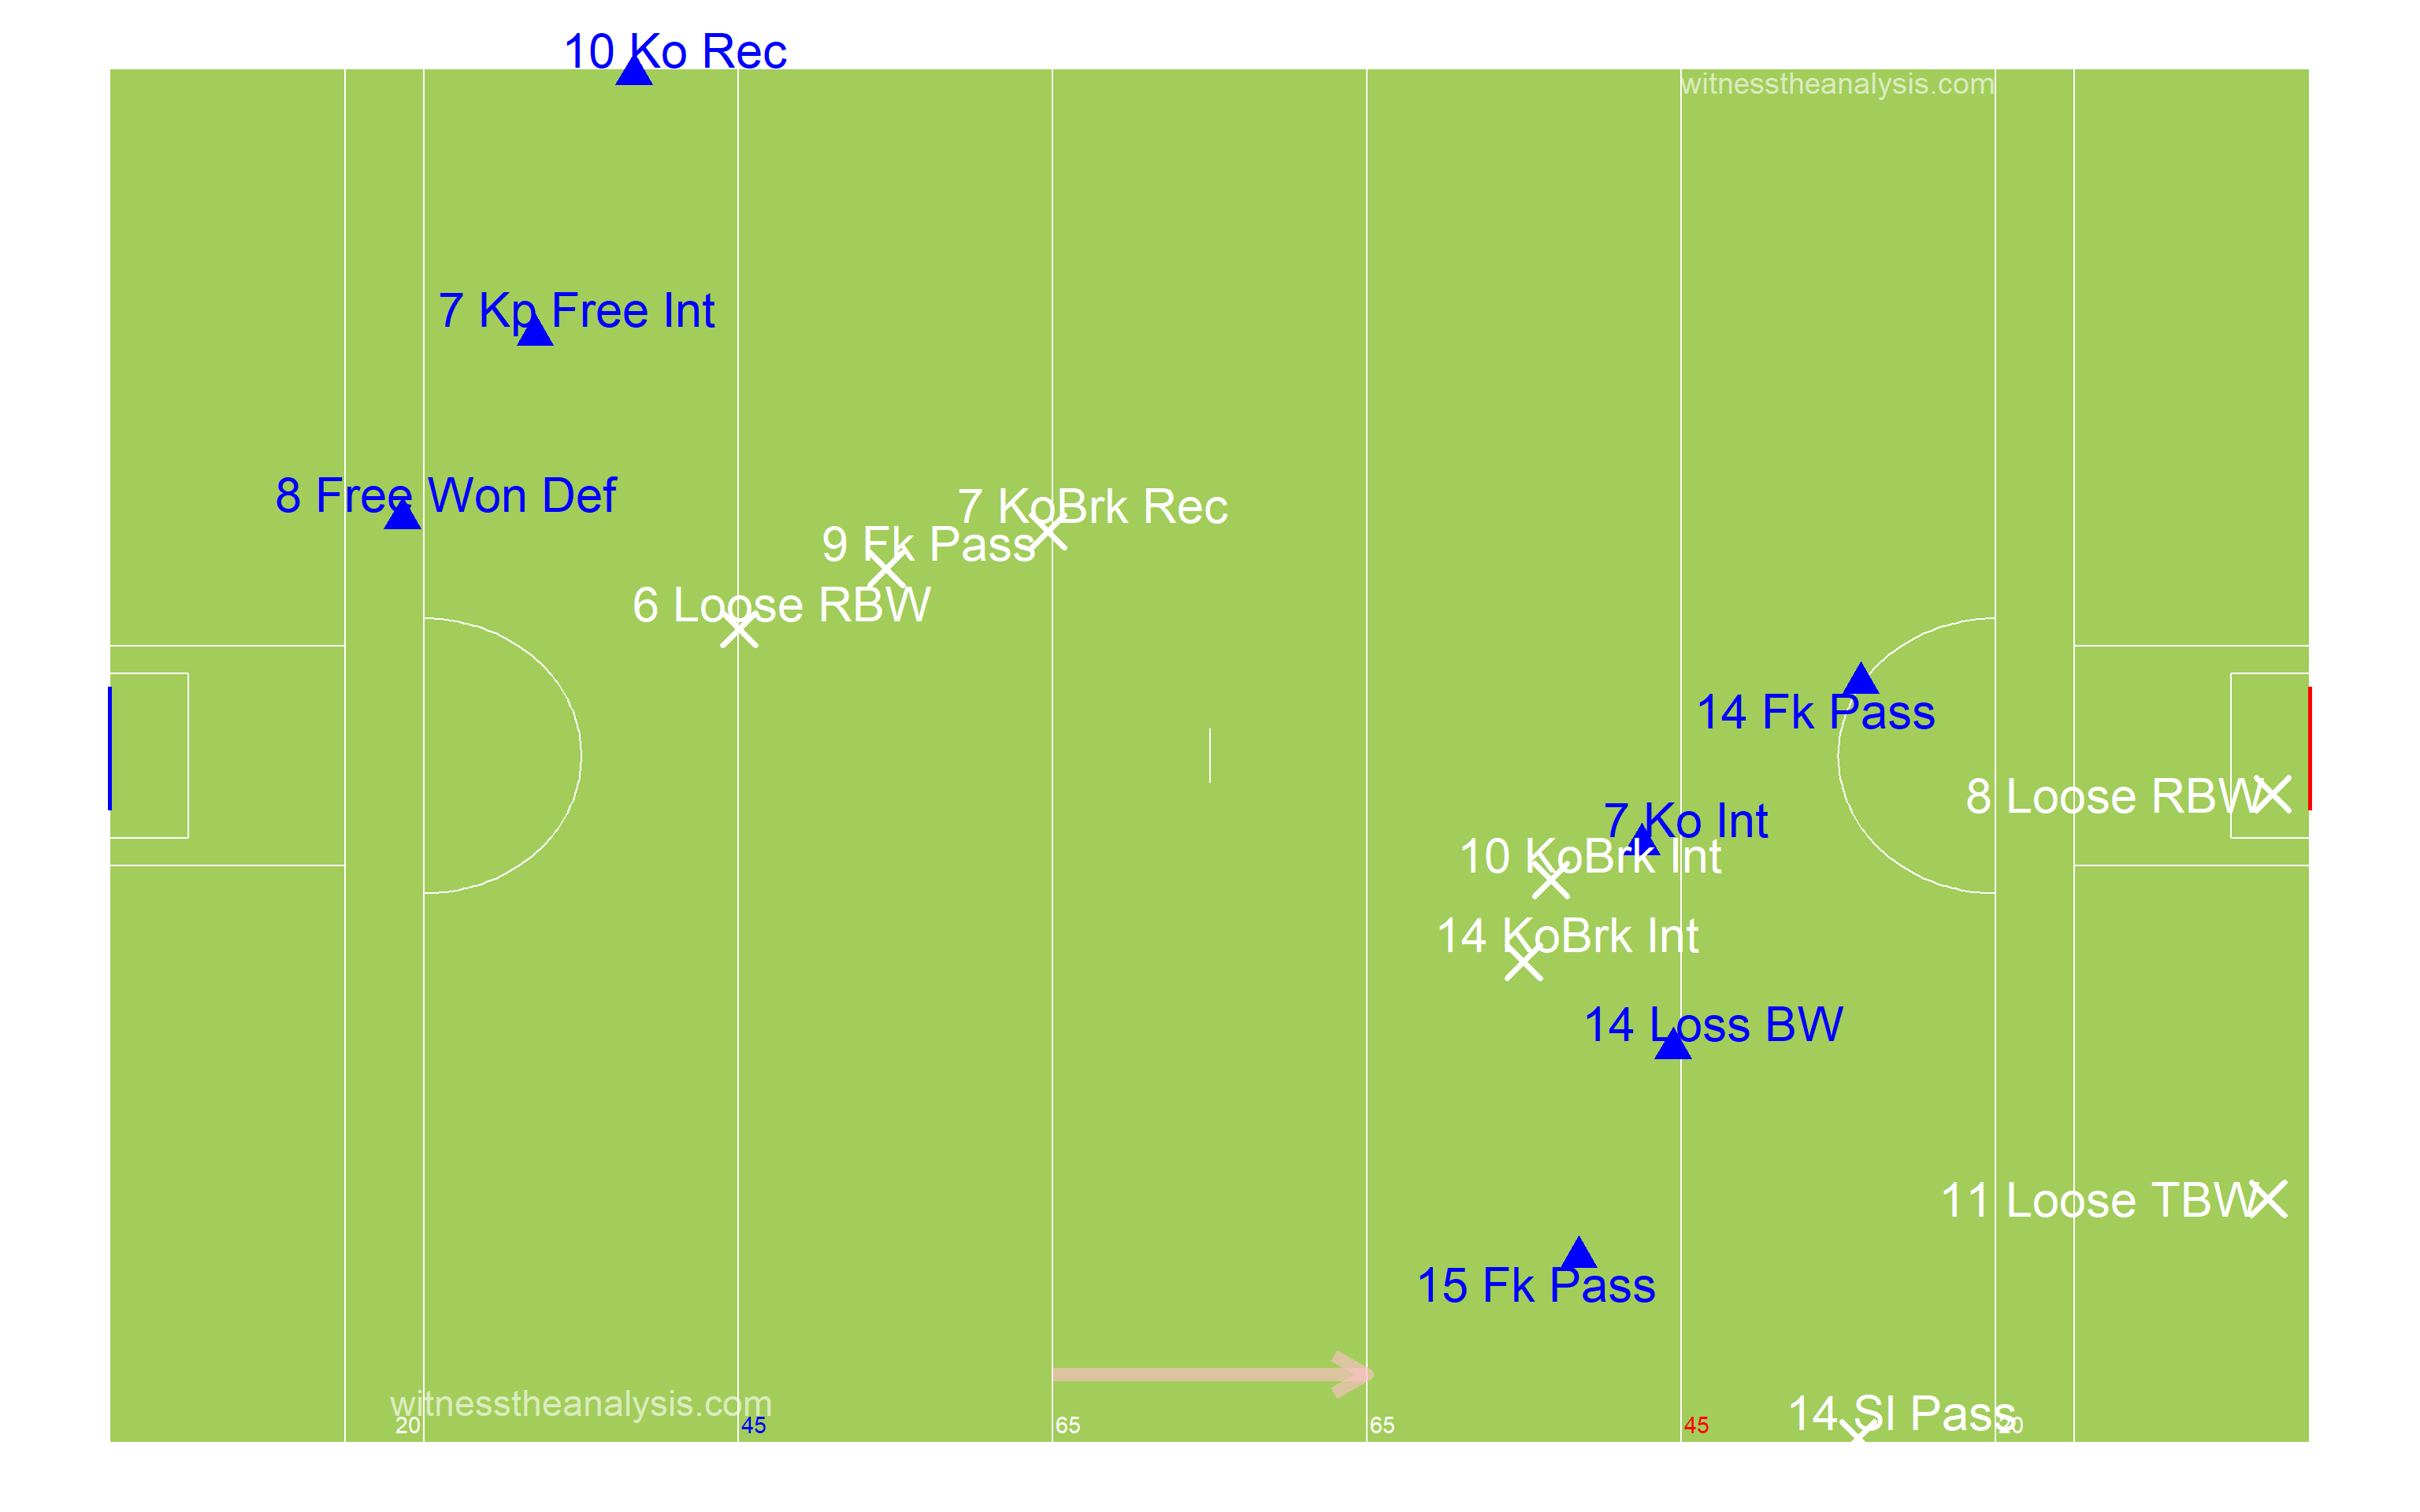 10 Ko Rec
witnesstheanalysis.com
7 Kp Free Int
8 Free Won Def
7 KoBrk Rec
9 Fk Pass
6 Loose RBW
14 Fk Pass
8 Loose RBW
7 Ko Int
10 KoBrk Int
14 KoBrk Int
14 Loss BW
11 Loose TBW
15 Fk Pass
witnesstheanalysis.com
14 Sl Pass
20
45
65
65
45
20